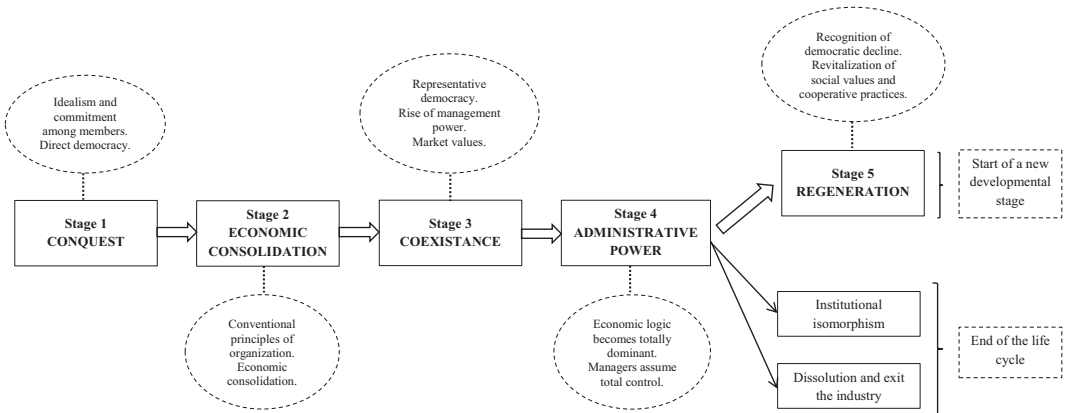 Idealism and
commitment
among members.
Direct democracy.
Stage 1
CONQUEST
Stage 2
ECONOMIC
CONSOLIDATION
Conventional
principles of
organization.
Economic
consolidation.
Representative
democracy.
Rise of management
power.
Market values.
Stage 3
COEXISTANCE
Stage 4
ADMINISTRATIVE
POWER
Economic logic
becomes totally
dominant.
Managers assume
total control.
Recognition of
democratic decline.
Revitalization of
social values and
cooperative practices.
Stage 5
REGENERATION
Start of a new
developmental
stage
Institutional
isomorphism
Dissolution and exit
the industry
End of the life
cycle